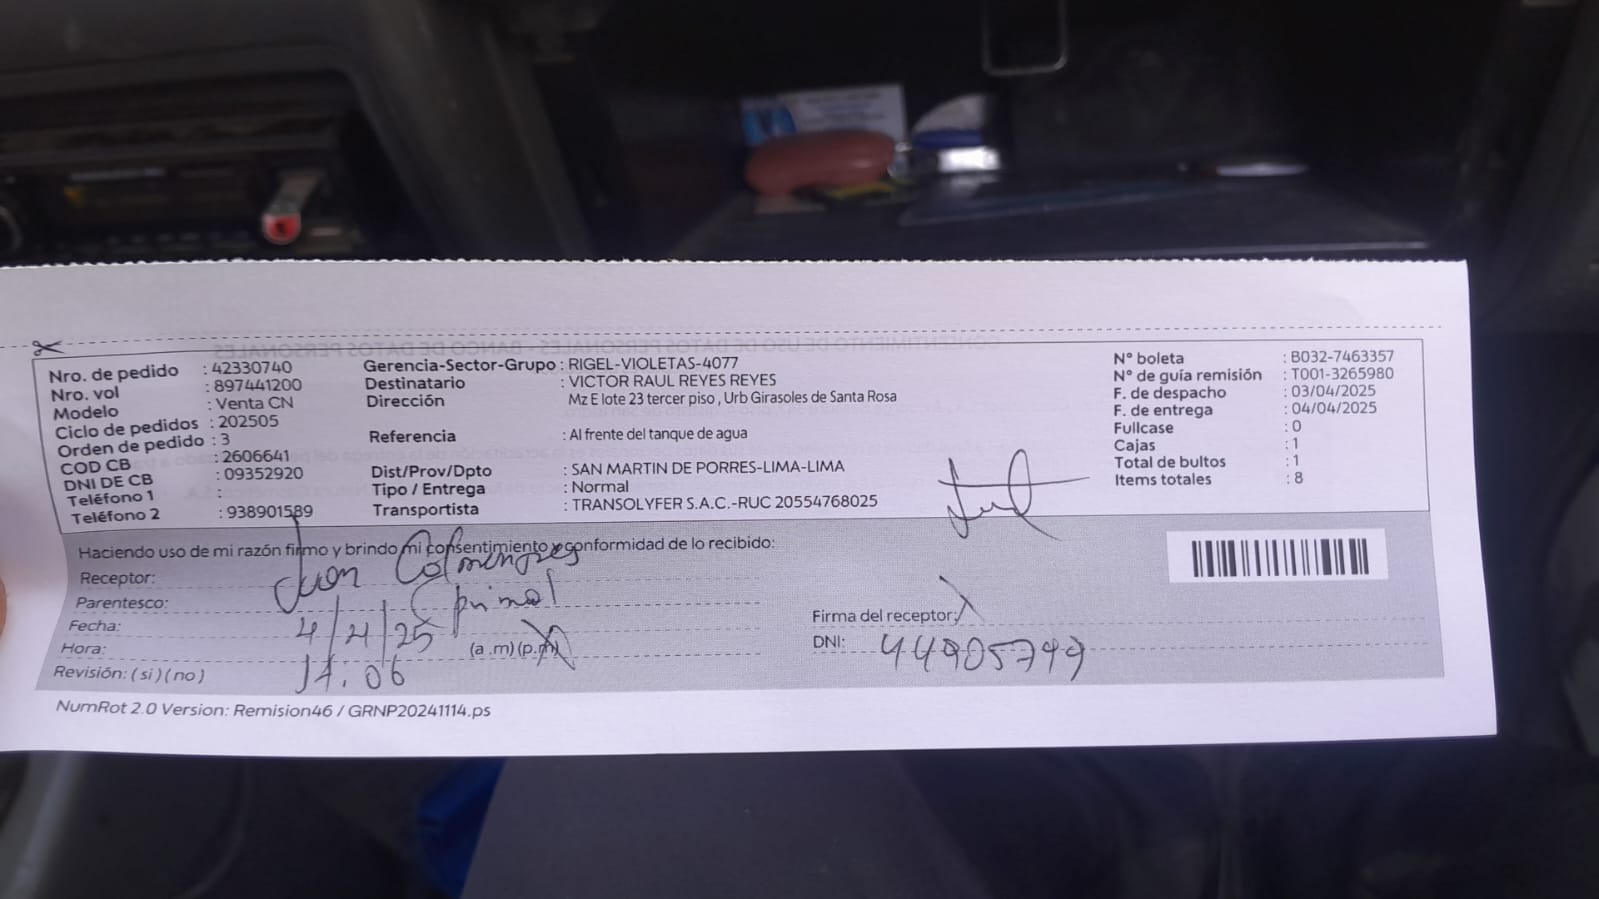 Nro. de pedido : 42330740
Nro. vol : 897441200
Modelo : Venta CN
Ciclo de pedidos : 202505
Orden de pedido : 3
COD CB : 2606641
DNI DE CB : 09352920
Teléfono 1 :
Teléfono 2 : 938901589
Gerencia-Sector-Grupo : RIGEL-VIOLETAS-4077
Destinatario : VICTOR RAUL REYES REYES
Dirección Mz E lote 23 tercer piso , Urb Girasoles de Santa Rosa
Referencia : Al frente del tanque de agua
Dist/Prov/Dpto : SAN MARTIN DE PORRES-LIMA-LIMA
Tipo / Entrega : Normal
Transportista : TRANSOLYFER S.A.C.-RUC 20554768025
N° boleta : B032-7463357
N° de guía remisión : T001-3265980
F. de despacho : 03/04/2025
F. de entrega : 04/04/2025
Fullcase : 0
Cajas : 1
Total de bultos : 1
Items totales : 8
Haciendo uso de mi razón firmo y brindo mi consentimiento y conformidad de lo recibido:
Receptor: Juan Colmenares
Parentesco: (primo)
Fecha: 4/4/25
Hora: (a .m) (p.m)
Revisión: ( si ) ( no )
Firma del receptor:
DNI: 44905799
NumRot 2.0 Version: Remision46 / GRNP20241114.ps